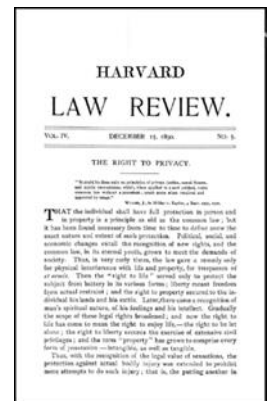 HARVARD
LAW REVIEW.
VOL. IV. DECEMBER 15, 1890. NO. 5.
THE RIGHT TO PRIVACY.
THAT the individual shall have full protection in person and
in property is a principle as old as the common law; but
it has been found necessary from time to time to define anew the
exact nature and extent of such protection. Political, social, and
economic changes entail the recognition of new rights, and the
common law, in its eternal youth, grows to meet the demands of
society. Thus, in very early times, the law gave a remedy only
for physical interference with life and property, for trespasses vi
et armis. Then the "right to life" served only to protect the
subject from battery in its various forms; liberty meant freedom
from actual restraint; and the right to property secured to the in-
dividual his lands and his cattle. Later, there came a recognition of
man's spiritual nature, of his feelings and his intellect. Gradually
the scope of these legal rights broadened; and now the right to
life has come to mean the right to enjoy life,—the right to be let
alone; the right to liberty secures the exercise of extensive civil
privileges; and the term "property" has grown to comprise every
form of possession—intangible, as well as tangible.
Thus, with the recognition of the legal value of sensations, the
protection against actual bodily injury was extended to prohibit
mere attempts to do such injury; that is, the putting another in